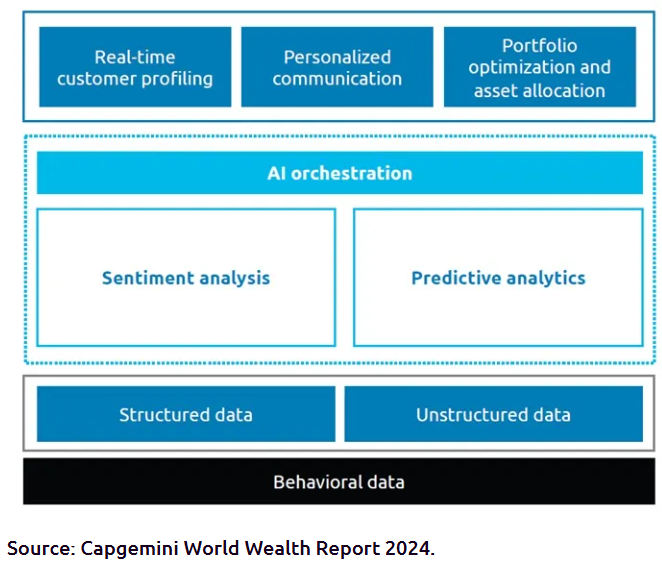 Real-time
customer profiling
Personalized
communication
Portfolio
optimization and
asset allocation
AI orchestration
Sentiment analysis
Predictive analytics
Structured data
Unstructured data
Behavioral data
Source: Capgemini World Wealth Report 2024.